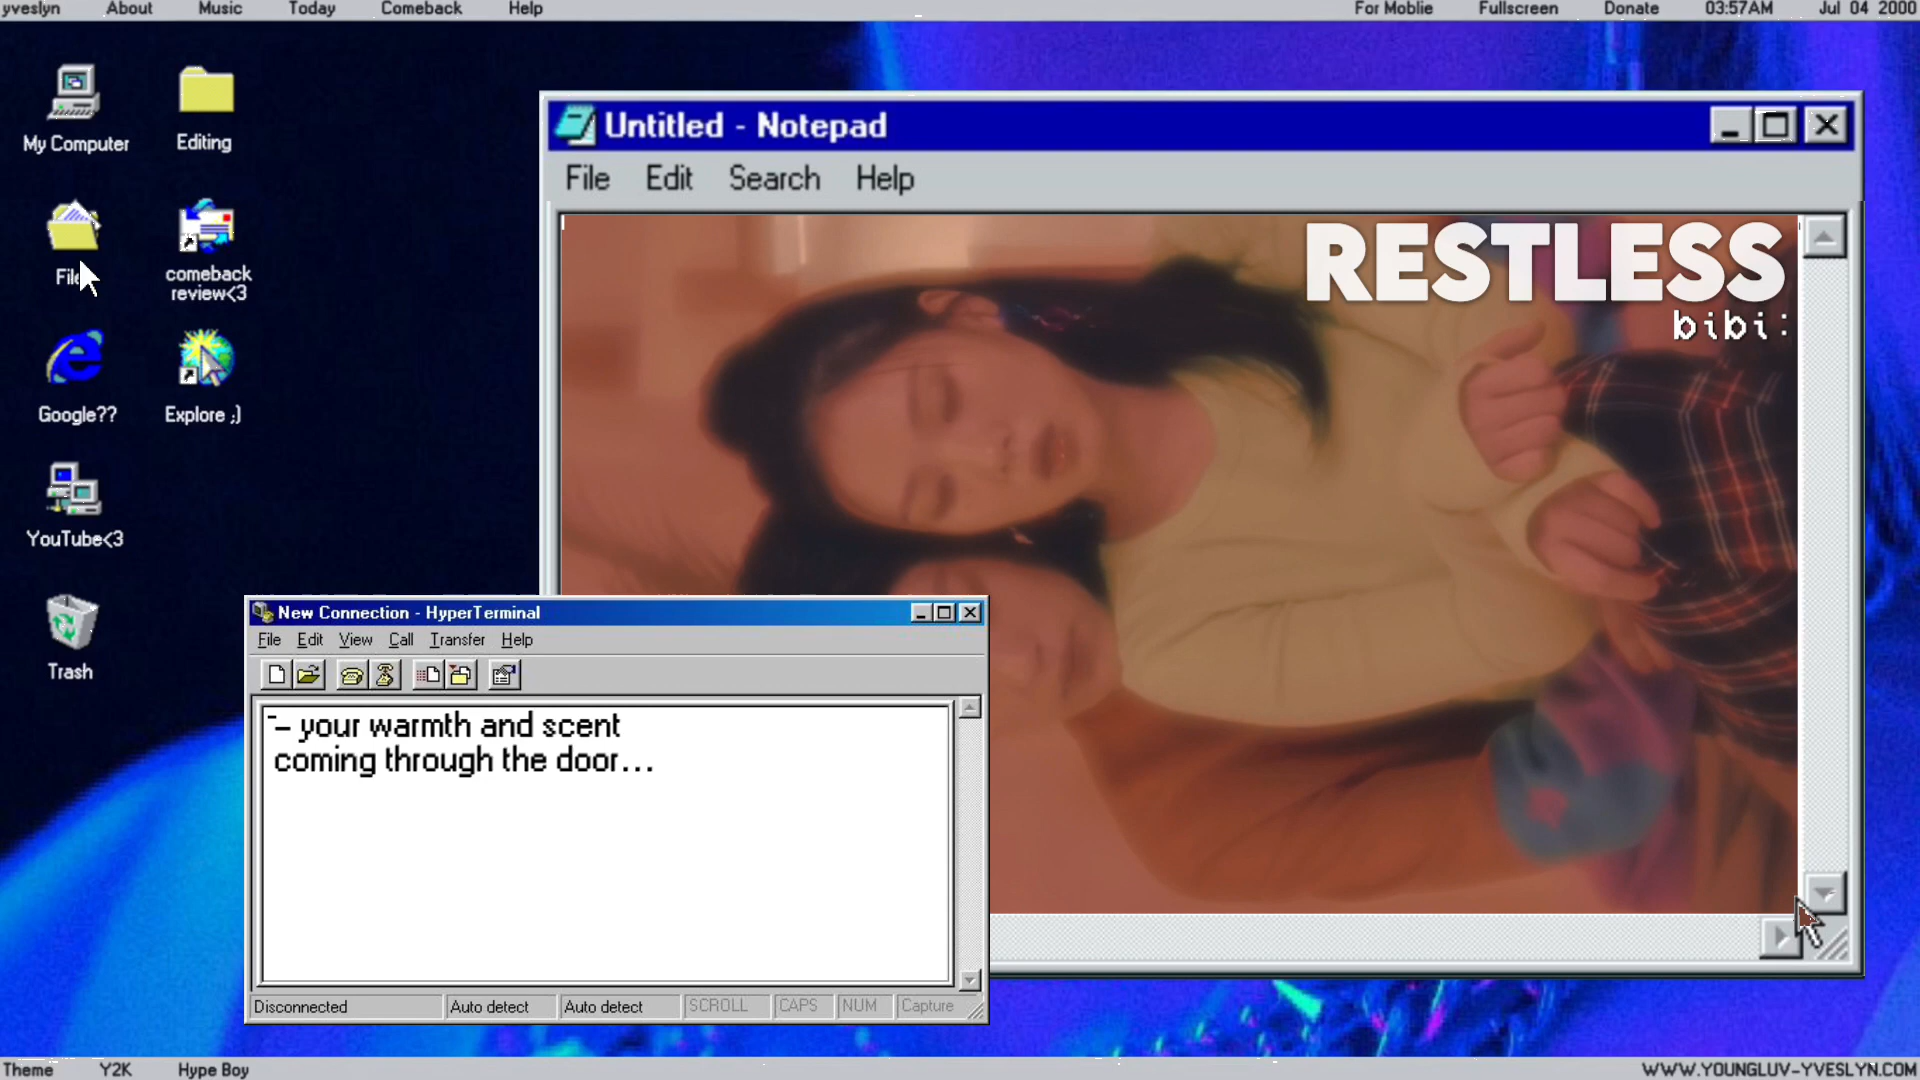 yveslyn About Music Today Comeback Help For Moblie Fullscreen Donate 03:57AM Jul 04 2000
My Computer
Editing
comeback
review<3
Google??
Explore ;)
YouTube<3
Trash
Untitled - Notepad
File Edit Search Help
RESTLESS
bibi:
New Connection - HyperTerminal
File Edit View Call Transfer Help
– your warmth and scent
coming through the door...
Disconnected Auto detect Auto detect SCROLL CAPS NUM Capture
Theme Y2K Hype Boy WWW.YOUNGLUV-YVESLYN.COM